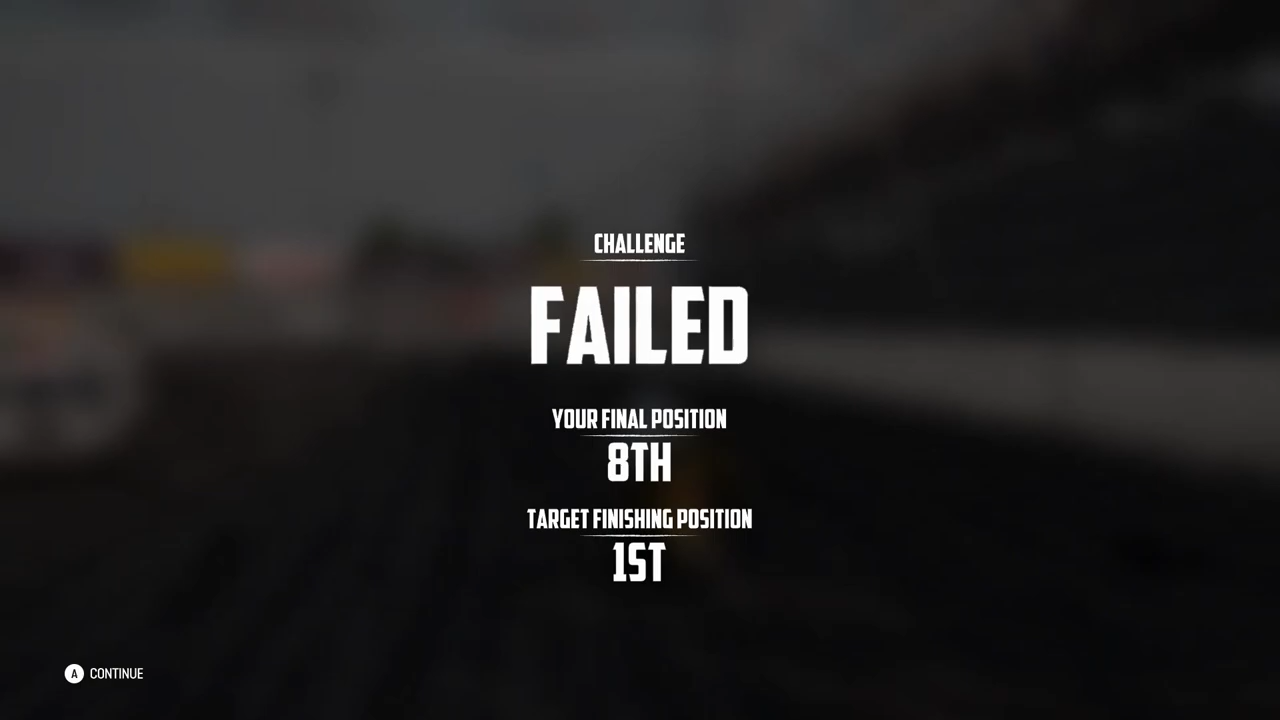 CHALLENGE
FAILED
YOUR FINAL POSITION
8TH
TARGET FINISHING POSITION
1ST
A CONTINUE